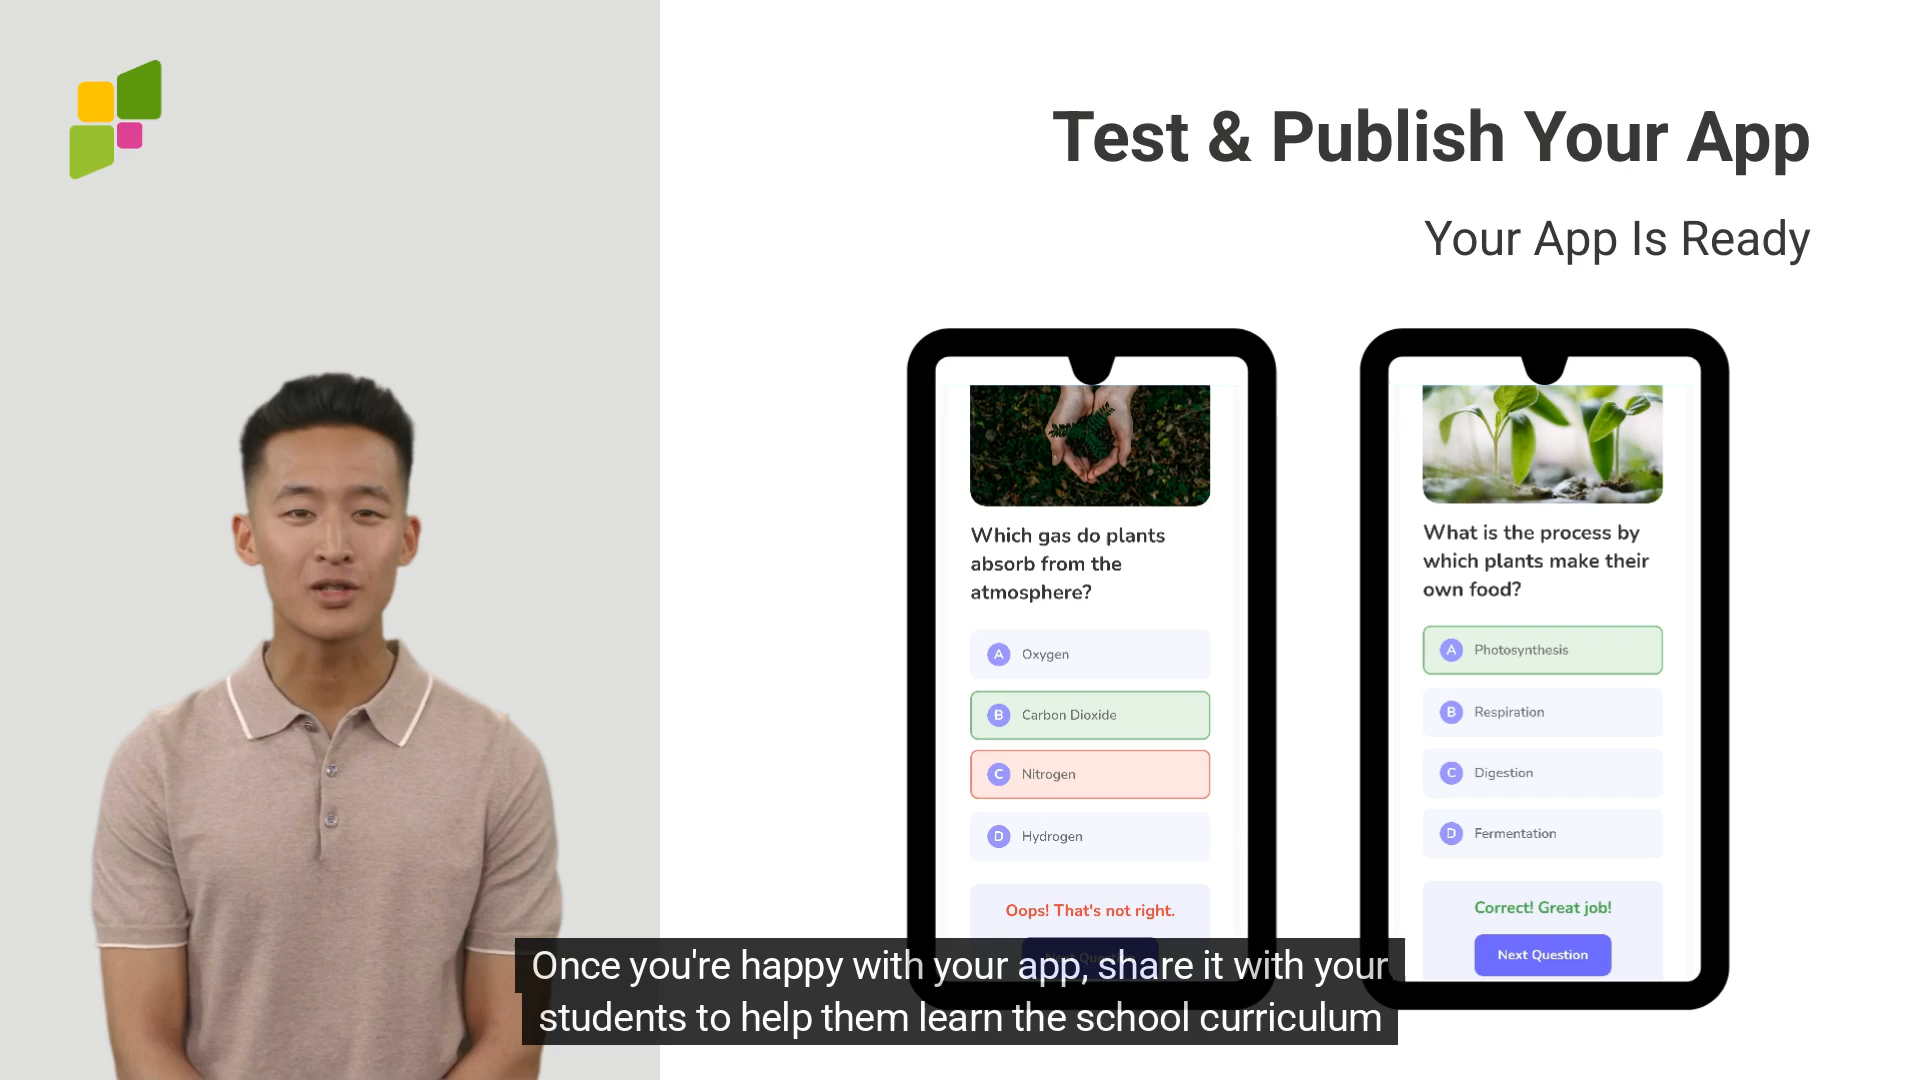 Test & Publish Your App
Your App Is Ready
Which gas do plants
absorb from the
atmosphere?
A Oxygen
B Carbon Dioxide
C Nitrogen
D Hydrogen
Oops! That's not right.
What is the process by
which plants make their
own food?
A Photosynthesis
B Respiration
C Digestion
D Fermentation
Correct! Great job!
Next Question
Once you're happy with your app, share it with your
students to help them learn the school curriculum